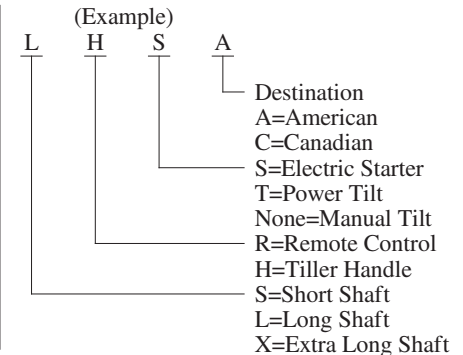 (Example)
L H S A
Destination
A=American
C=Canadian
S=Electric Starter
T=Power Tilt
None=Manual Tilt
R=Remote Control
H=Tiller Handle
S=Short Shaft
L=Long Shaft
X=Extra Long Shaft